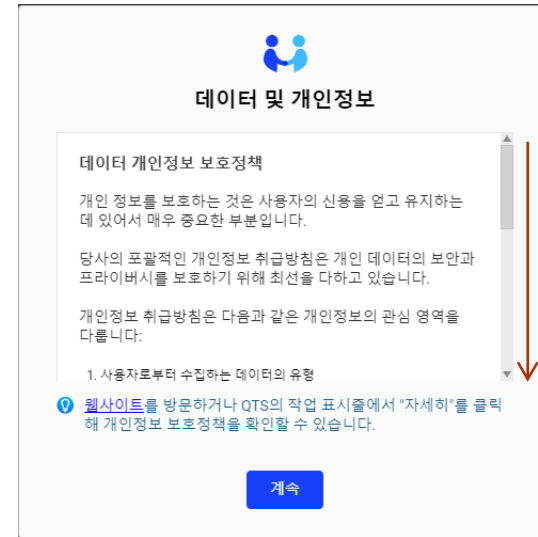 데이터 및 개인정보
데이터 개인정보 보호정책
개인 정보를 보호하는 것은 사용자의 신용을 얻고 유지하는
데 있어서 매우 중요한 부분입니다.
당사의 포괄적인 개인정보 취급방침은 개인 데이터의 보안과
프라이버시를 보호하기 위해 최선을 다하고 있습니다.
개인정보 취급방침은 다음과 같은 개인정보의 관심 영역을
다룹니다:
1. 사용자로부터 수집하는 데이터의 유형
웹사이트를 방문하거나 QTS의 작업 표시줄에서 "자세히"를 클릭
해 개인정보 보호정책을 확인할 수 있습니다.
계속